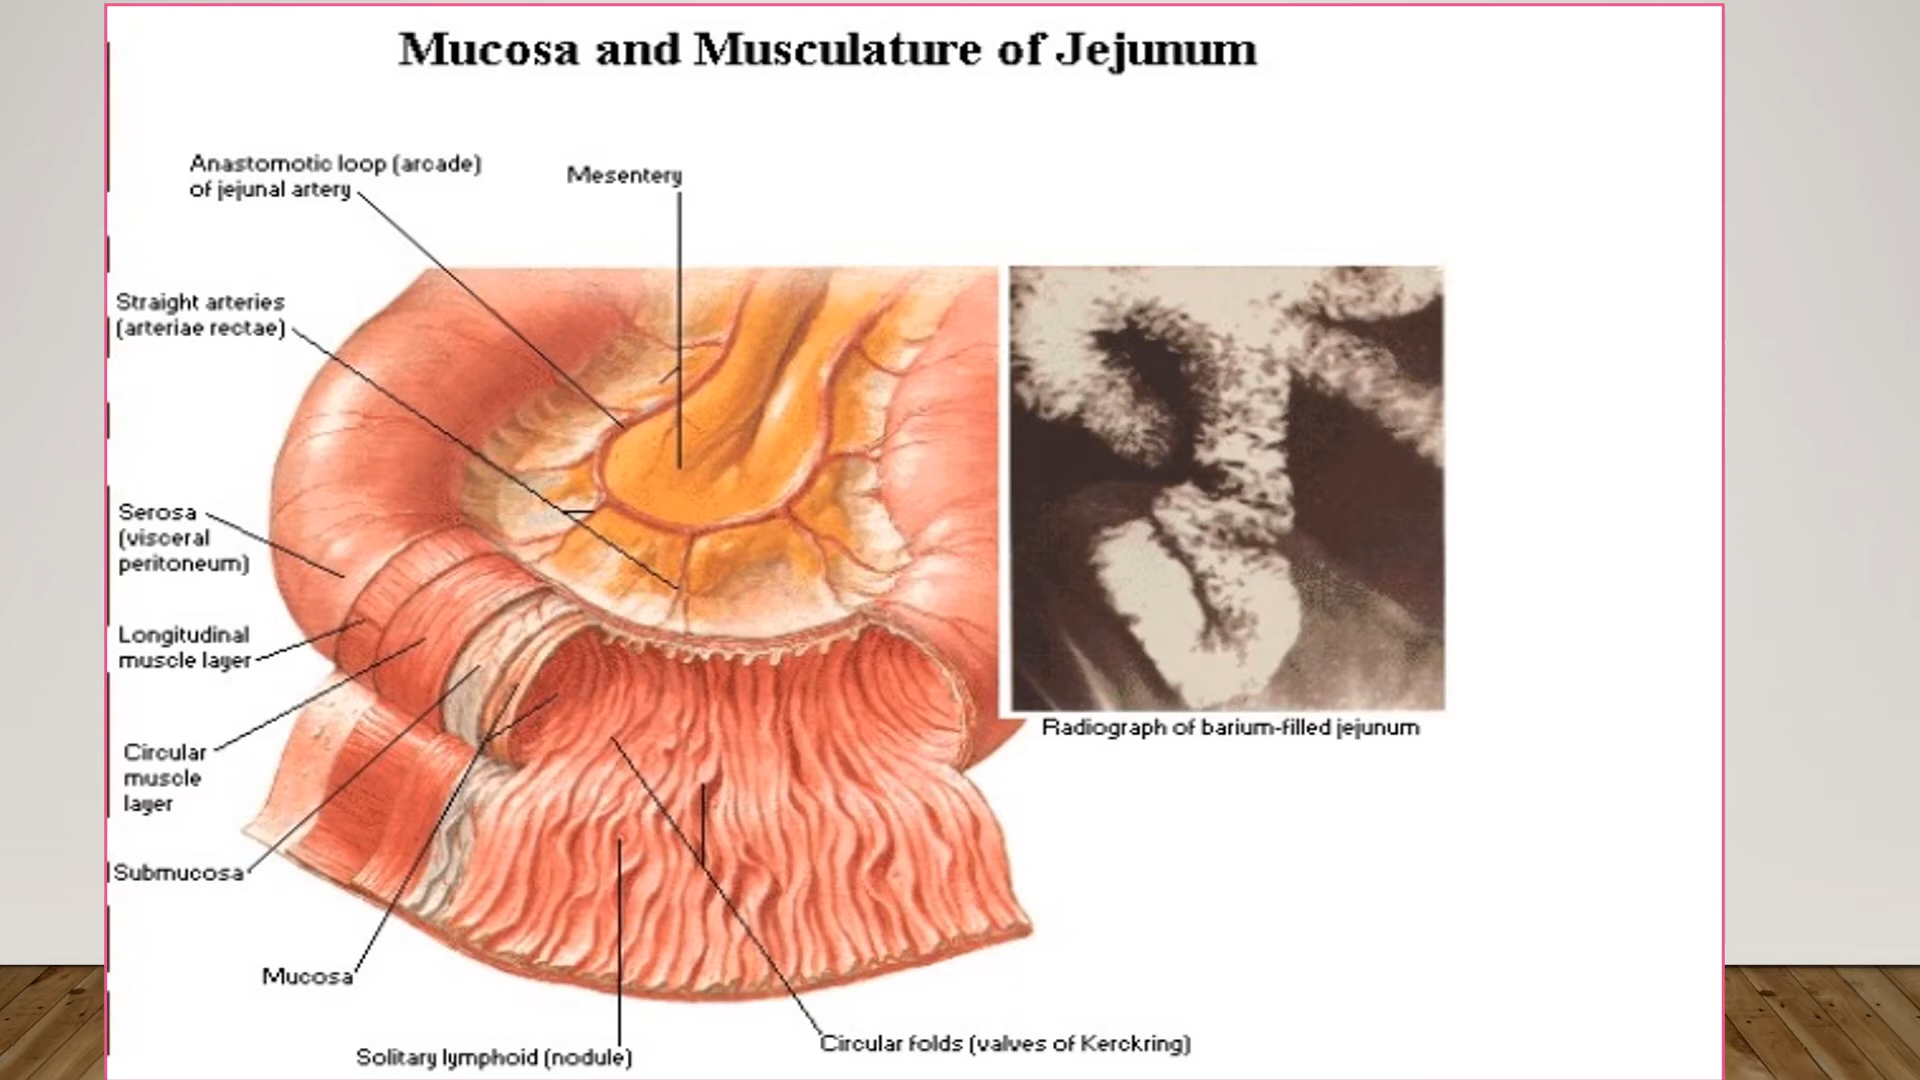 Mucosa and Musculature of Jejunum
Anastomotic loop (arcade)
of jejunal artery
Mesentery
Straight arteries
(arteriae rectae)
Serosa
(visceral
peritoneum)
Longitudinal
muscle layer
Circular
muscle
layer
Submucosa
Mucosa
Solitary lymphoid (nodule)
Circular folds (valves of Kerckring)
Radiograph of barium-filled jejunum